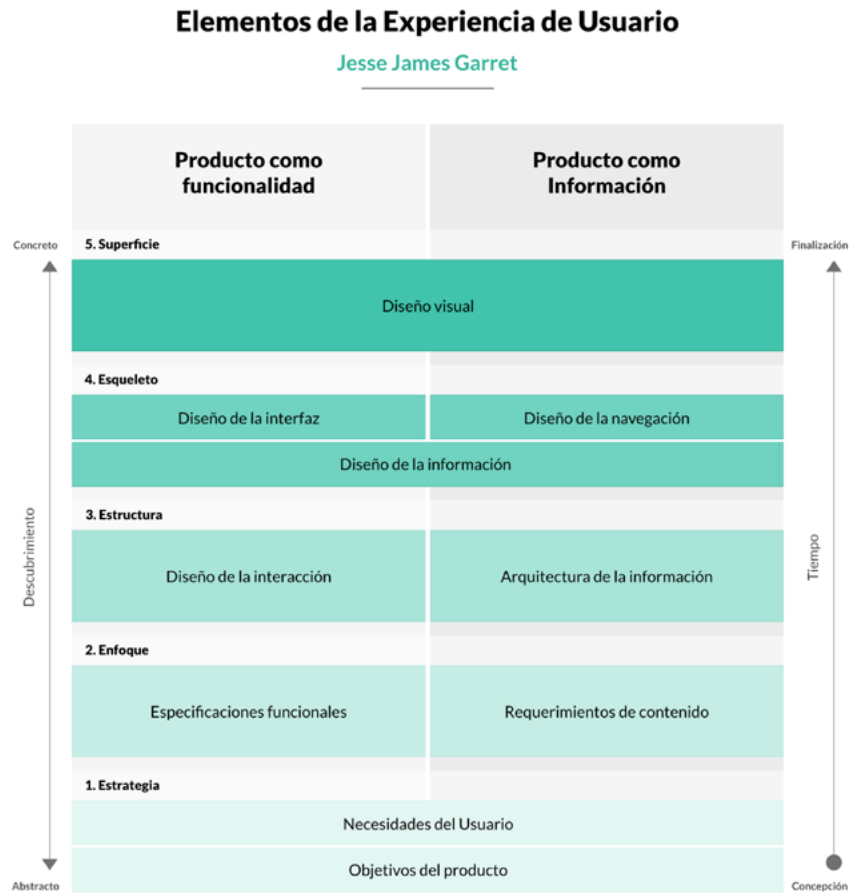 Elementos de la Experiencia de Usuario
Jesse James Garret
Producto como
funcionalidad
Producto como
Información
Concreto
5. Superficie
Finalización
Diseño visual
4. Esqueleto
Diseño de la interfaz
Diseño de la navegación
Diseño de la información
3. Estructura
Descubrimiento
Diseño de la interacción
Arquitectura de la información
Tiempo
2. Enfoque
Especificaciones funcionales
Requerimientos de contenido
1. Estrategia
Necesidades del Usuario
Objetivos del producto
Abstracto
Concepción